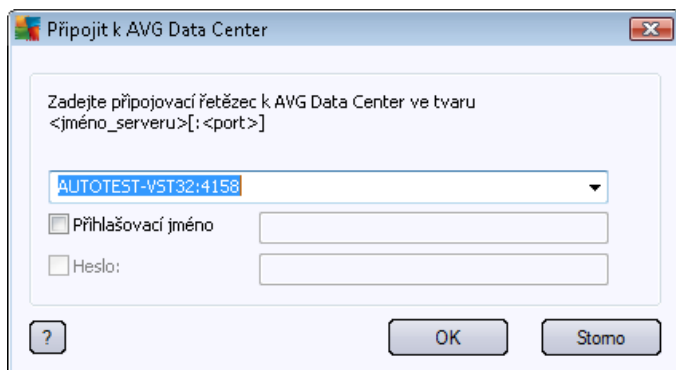 Připojit k AVG Data Center
Zadejte připojovací řetězec k AVG Data Center ve tvaru
<jméno_serveru>[:<port>]
AUTOTEST-VST32:4158
Přihlašovací jméno
Heslo:
?
OK
Storno